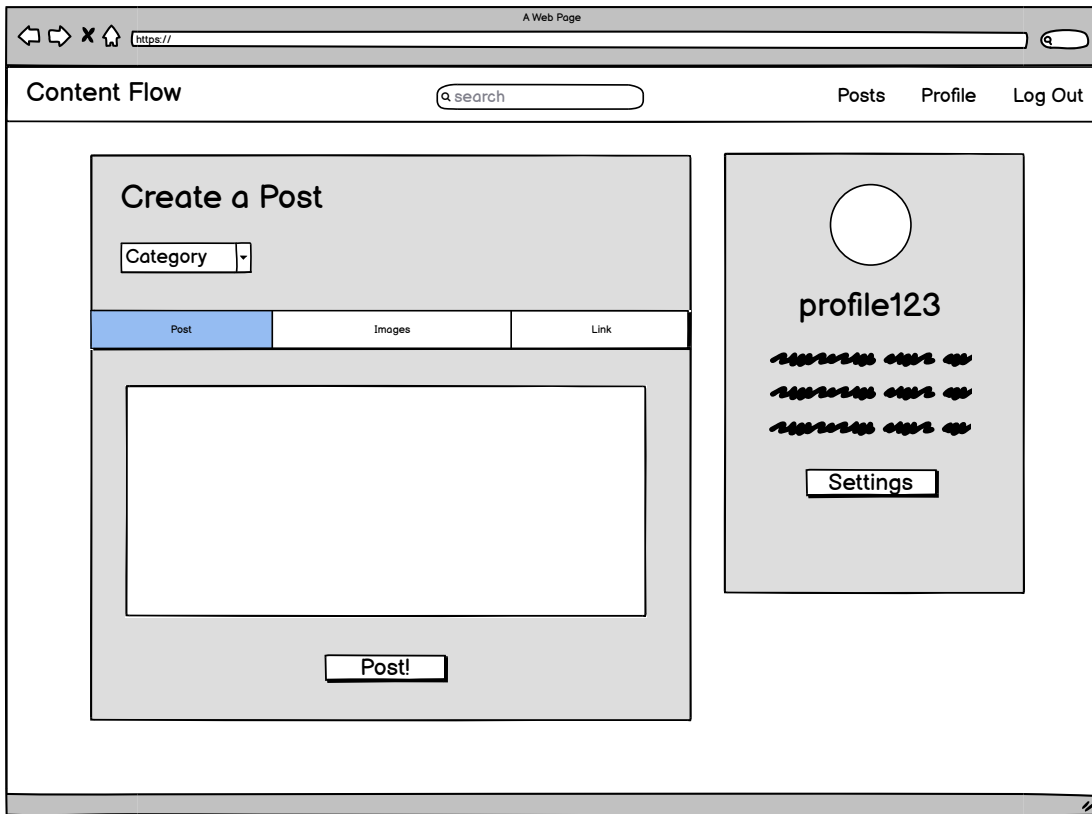 A Web Page
https://
Content Flow
search
Posts Profile Log Out
Create a Post
Category
Post Images Link
Post!
profile123
Settings